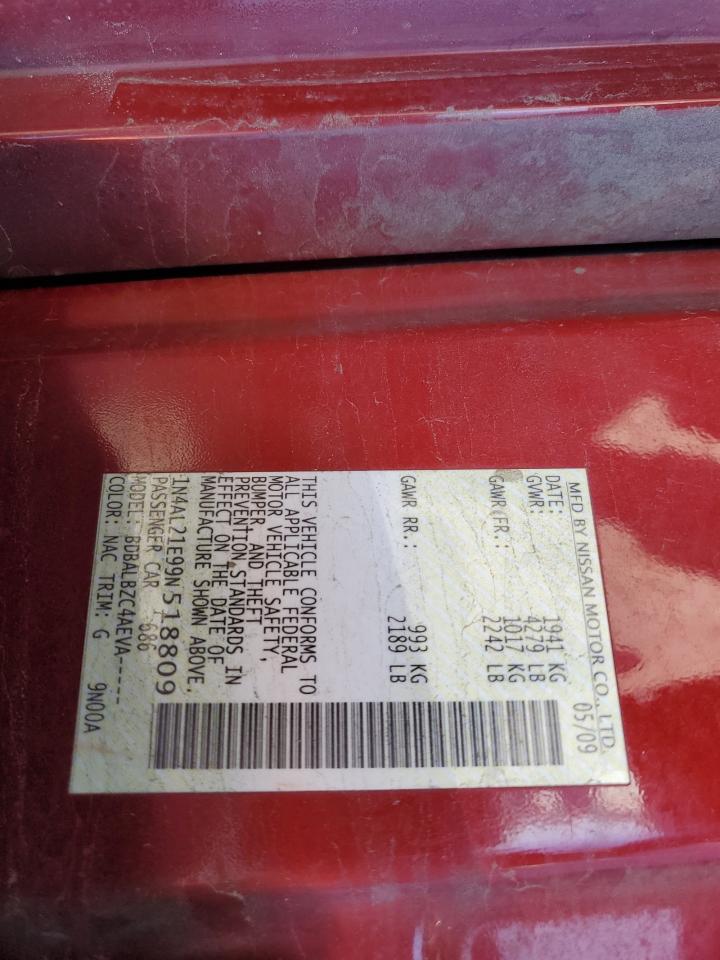 MFD BY NISSAN MOTOR CO., LTD.
DATE: 05/09
GVWR: 1941 KG
4279 LB
GAWR FR.: 1017 KG
2242 LB
GAWR RR.: 993 KG
2189 LB
THIS VEHICLE CONFORMS TO
ALL APPLICABLE FEDERAL
MOTOR VEHICLE SAFETY,
BUMPER AND THEFT
PREVENTION STANDARDS IN
EFFECT ON THE DATE OF
MANUFACTURE SHOWN ABOVE.
1N4AL21E99N518809
PASSENGER CAR 686
MODEL: BDBALBZC4AEVA-----
COLOR: NAC TRIM: G 9N00A